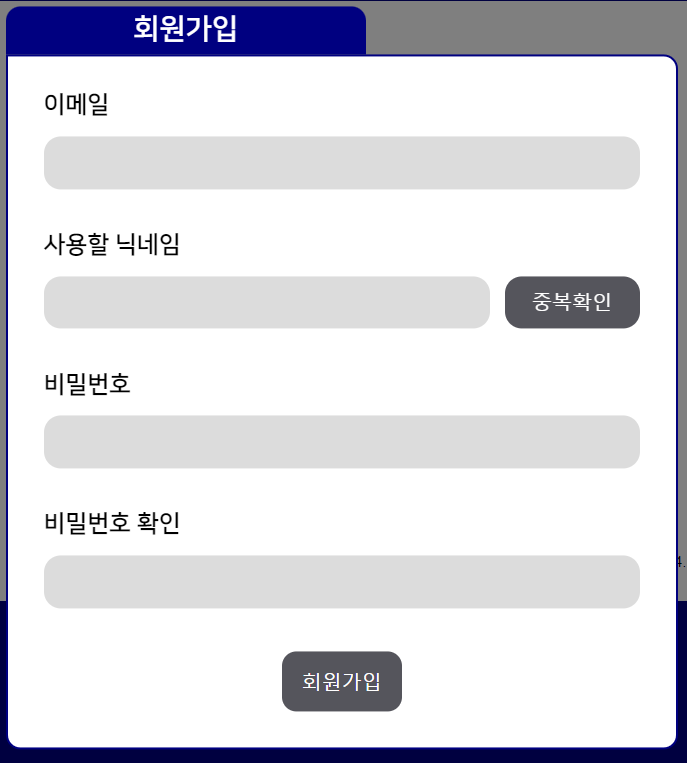 회원가입
이메일
사용할 닉네임
중복확인
비밀번호
비밀번호 확인
4.
회원가입